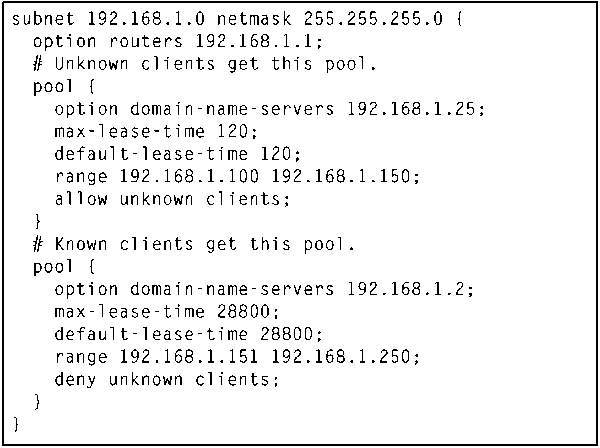 subnet 192.168.1.0 netmask 255.255.255.0 {
option routers 192.168.1.1;
# Unknown clients get this pool.
pool {
option domain-name-servers 192.168.1.25;
max-lease-time 120;
default-lease-time 120;
range 192.168.1.100 192.168.1.150;
allow unknown clients;
}
# Known clients get this pool.
pool {
option domain-name-servers 192.168.1.2;
max-lease-time 28800;
default-lease-time 28800;
range 192.168.1.151 192.168.1.250;
deny unknown clients;
}
}